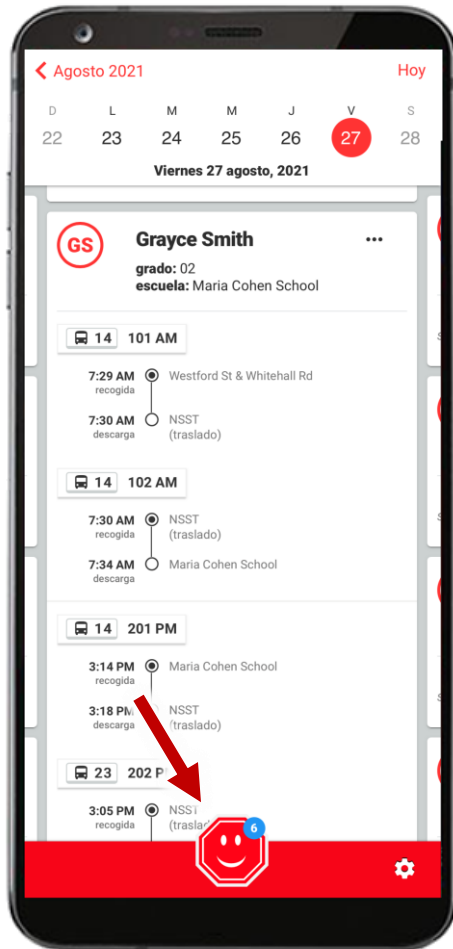 Agosto 2021 Hoy
D L M M J V S
22 23 24 25 26 27 28
Viernes 27 agosto, 2021
GS Grayce Smith
grado: 02
escuela: Maria Cohen School
14 101 AM
7:29 AM Westford St & Whitehall Rd
recogida
7:30 AM NSST
descarga (traslado)
14 102 AM
7:30 AM NSST
recogida (traslado)
7:34 AM Maria Cohen School
descarga
14 201 PM
3:14 PM Maria Cohen School
recogida
3:18 PM NSST
descarga (traslado)
23 202 P
3:05 PM NSST
recogida (trasla
6